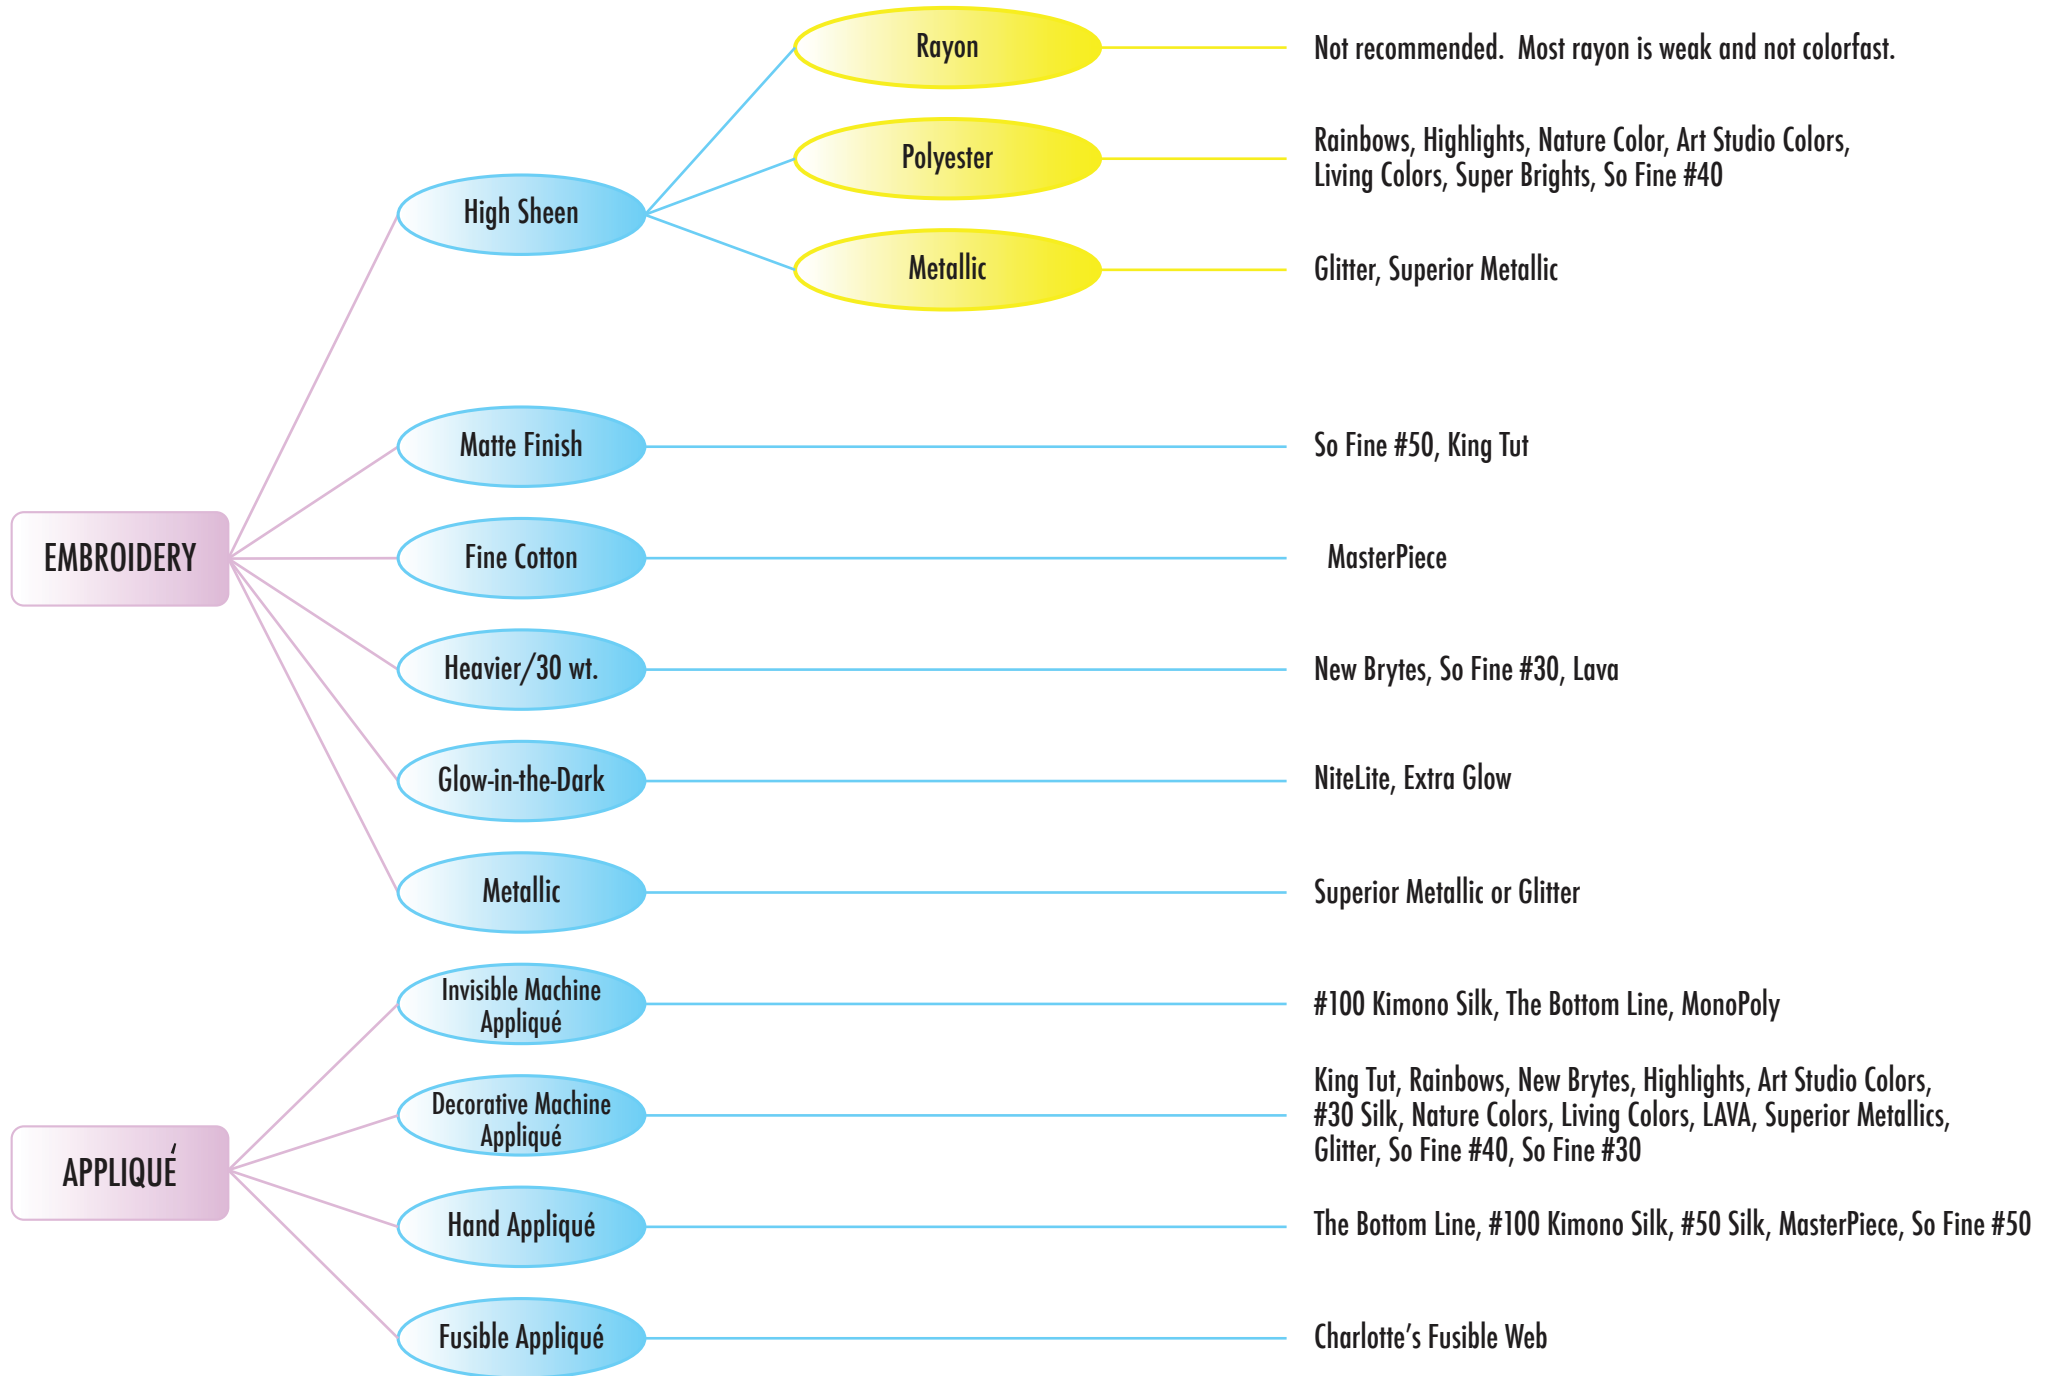 EMBROIDERY
High Sheen
Rayon
Not recommended.  Most rayon is weak and not colorfast.
Polyester
Rainbows, Highlights, Nature Color, Art Studio Colors,
Living Colors, Super Brights, So Fine #40
Metallic
Glitter, Superior Metallic
Matte Finish
So Fine #50, King Tut
Fine Cotton
MasterPiece
Heavier/30 wt.
New Brytes, So Fine #30, Lava
Glow-in-the-Dark
NiteLite, Extra Glow
Metallic
Superior Metallic or Glitter
APPLIQUÉ
Invisible Machine
Appliqué
#100 Kimono Silk, The Bottom Line, MonoPoly
Decorative Machine
Appliqué
King Tut, Rainbows, New Brytes, Highlights, Art Studio Colors,
#30 Silk, Nature Colors, Living Colors, LAVA, Superior Metallics,
Glitter, So Fine #40, So Fine #30
Hand Appliqué
The Bottom Line, #100 Kimono Silk, #50 Silk, MasterPiece, So Fine #50
Fusible Appliqué
Charlotte’s Fusible Web